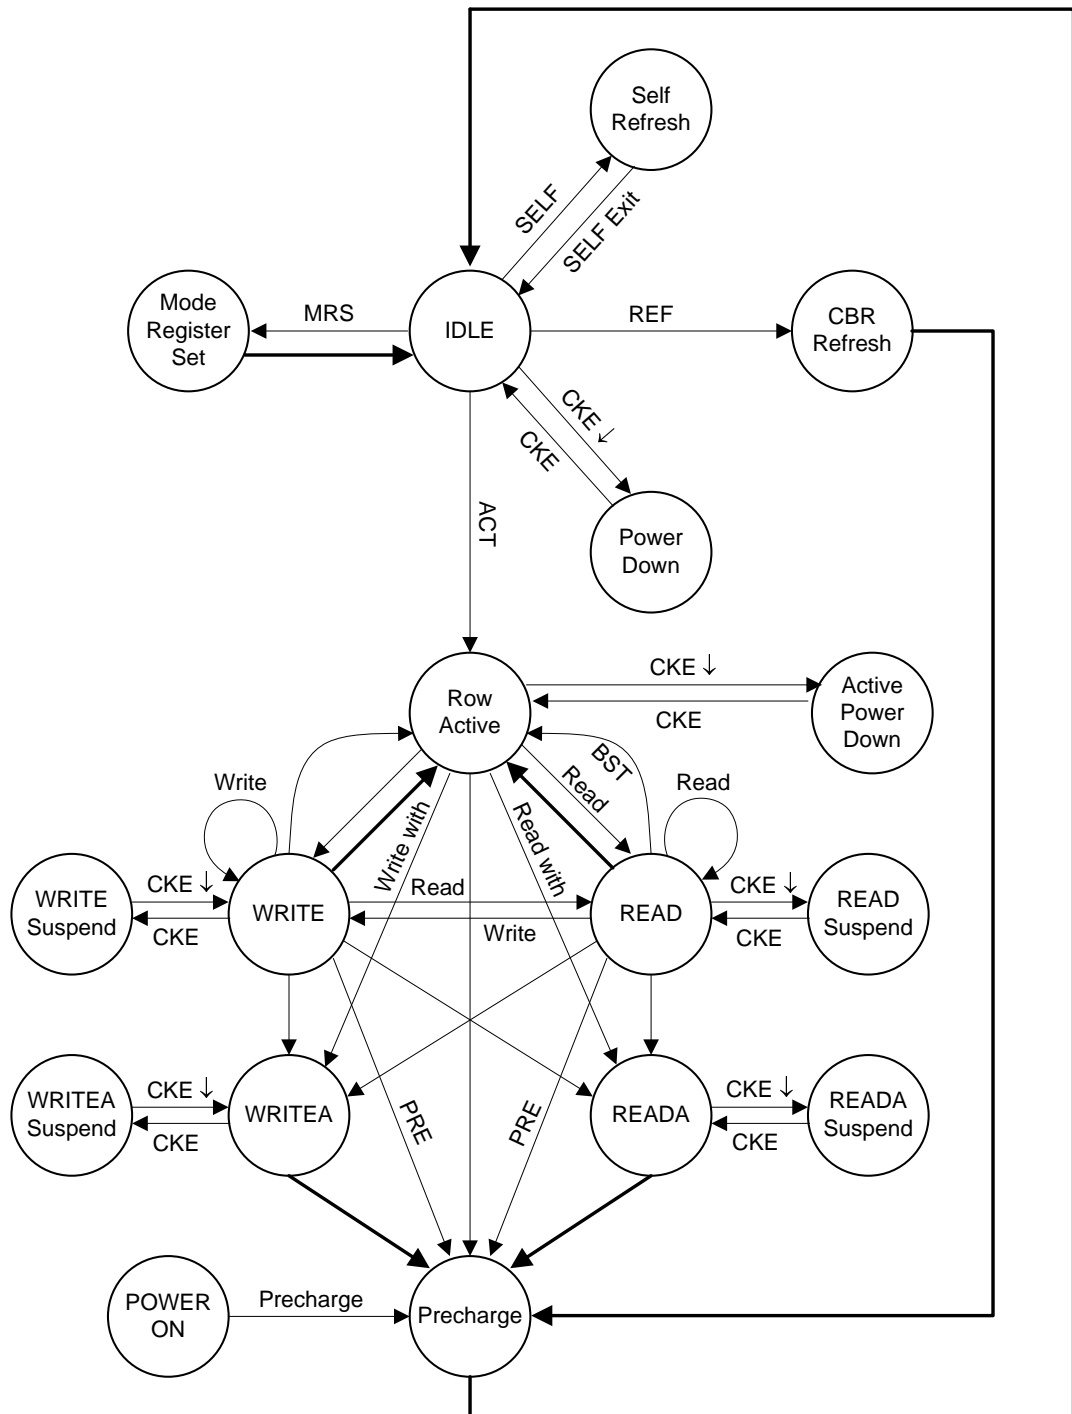 Self
Refresh
SELF
SELF Exit
Mode
Register
Set
MRS
IDLE
REF
CBR
Refresh
CKE ↓
CKE
ACT
Power
Down
Row
Active
CKE ↓
CKE
Active
Power
Down
BST
Read
Write
Read
Write with
Read with
WRITE
Suspend
CKE ↓
CKE
WRITE
Read
Write
READ
CKE ↓
CKE
READ
Suspend
WRITEA
Suspend
CKE ↓
CKE
WRITEA
PRE
PRE
READA
CKE ↓
CKE
READA
Suspend
POWER
ON
Precharge
Precharge